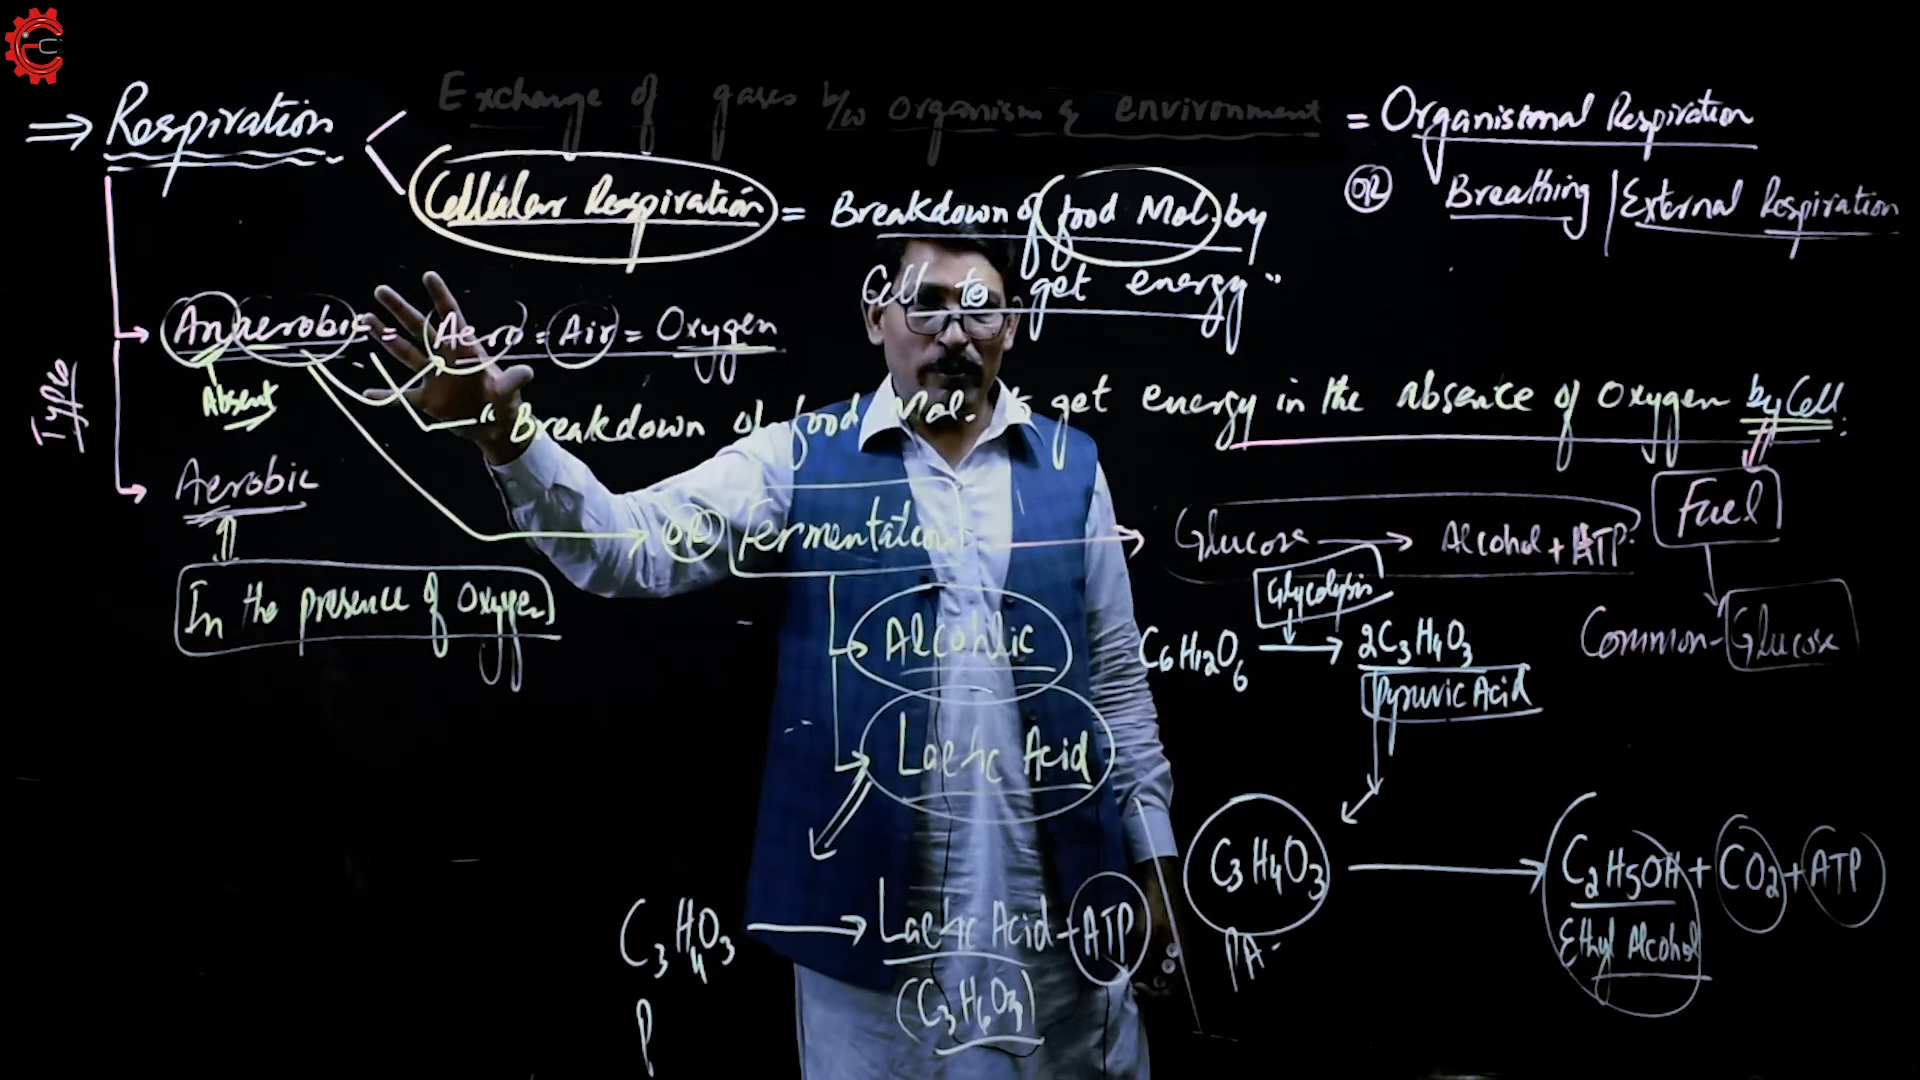 ⇒ Respiration
Exchange of gases b/w organism & environment = Organismal Respiration
OR Breathing | External Respiration
Cellular Respiration = Breakdown of food Mol. by
Cell to get energy"
Types
Anaerobic = Aero = Air = Oxygen
Absent
" Breakdown of food Mol. to get energy in the absence of Oxygen by Cell.
Aerobic
In the presence of Oxygen
OR Fermentation
Glucose → Alcohol + ATP
Fuel
Glycolysis
Common - Glucose
C6H12O6 → 2C3H4O3
Pyruvic Acid
Alcohlic
Lactic Acid
C3H4O3 → C2H5OH + CO2 + ATP
PA.
Ethyl Alcohol
C3H4O3 → Lactic Acid + ATP
P
(C3H6O3)